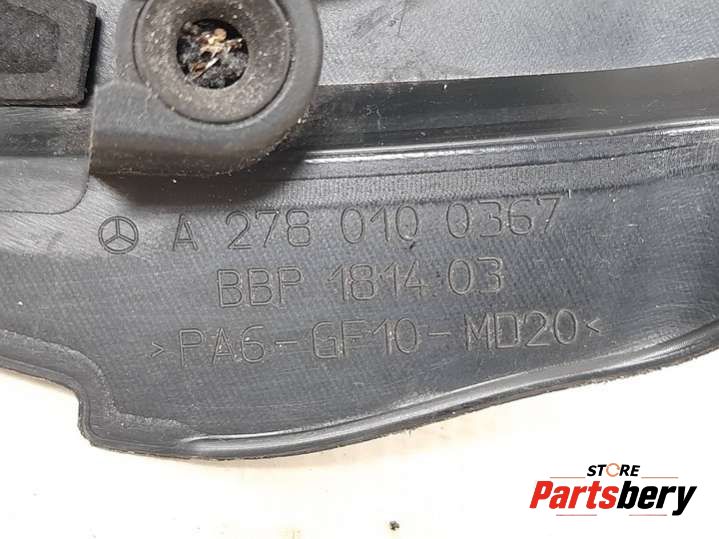 A 278 010 0367
BBP 1814 03
>PA6-GF10-MD20<
STORE
Partsbery